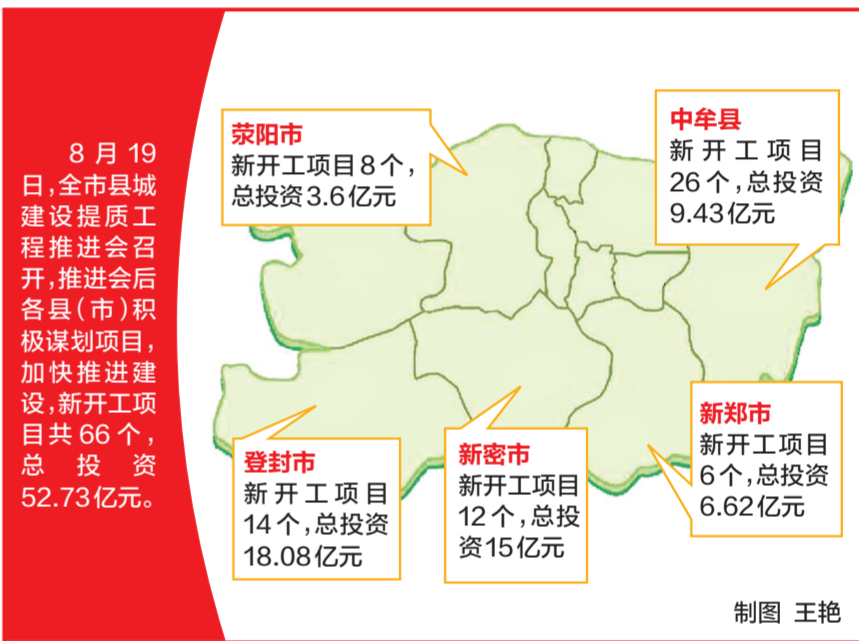 8月19
日,全市县城
建设提质工
程推进会召
开,推进会后
各县(市)积
极谋划项目,
加快推进建
设,新开工项
目共66个,
总投资
52.73亿元。
荥阳市
新开工项目8个,
总投资3.6亿元
中牟县
新开工项目
26个,总投资
9.43亿元
登封市
新开工项目
14个,总投资
18.08亿元
新密市
新开工项目
12个,总投
资15亿元
新郑市
新开工项目
6个,总投资
6.62亿元
制图 王艳